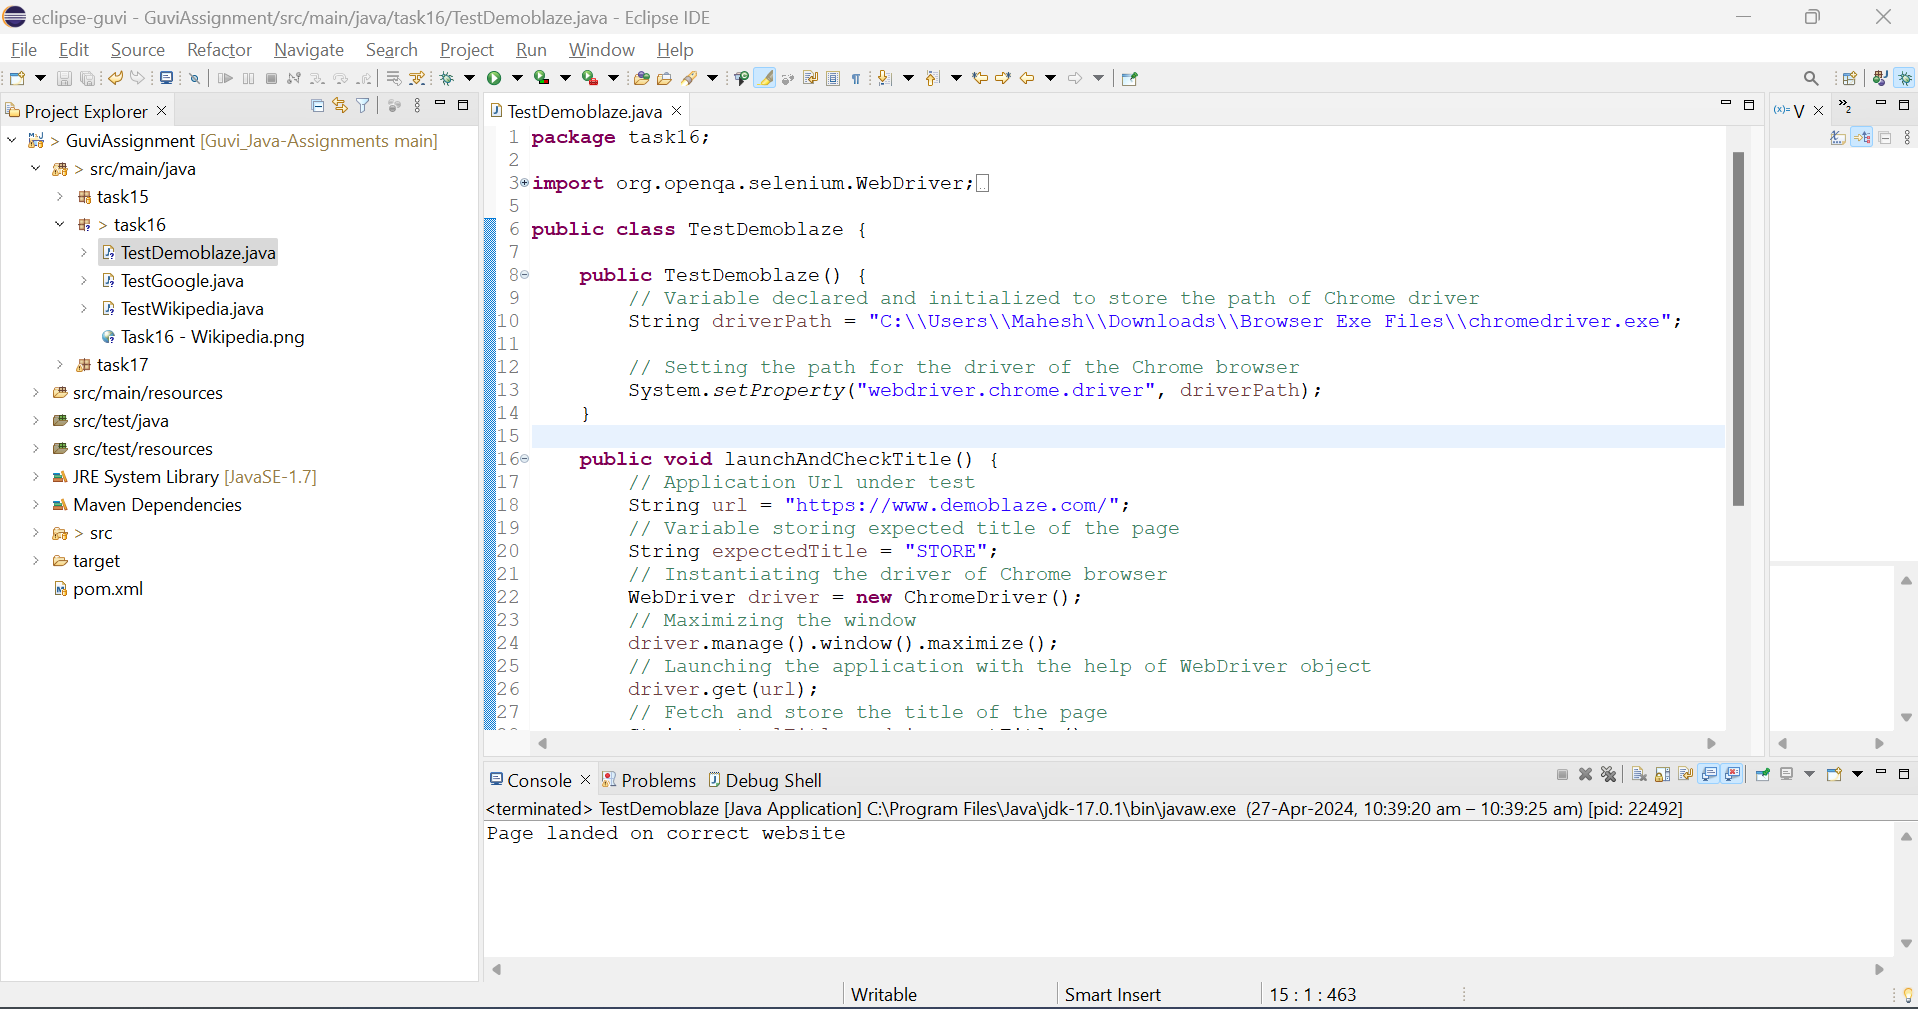 eclipse-guvi - GuviAssignment/src/main/java/task16/TestDemoblaze.java - Eclipse IDE
File Edit Source Refactor Navigate Search Project Run Window Help
Project Explorer
GuviAssignment [Guvi_Java-Assignments main]
> src/main/java
task15
> task16
TestDemoblaze.java
TestGoogle.java
TestWikipedia.java
Task16 - Wikipedia.png
task17
src/main/resources
src/test/java
src/test/resources
JRE System Library [JavaSE-1.7]
Maven Dependencies
> src
target
pom.xml
TestDemoblaze.java
1 package task16;
2
3 import org.openqa.selenium.WebDriver;
5
6 public class TestDemoblaze {
7
8 public TestDemoblaze() {
9 // Variable declared and initialized to store the path of Chrome driver
10 String driverPath = "C:\\Users\\Mahesh\\Downloads\\Browser Exe Files\\chromedriver.exe";
11
12 // Setting the path for the driver of the Chrome browser
13 System.setProperty("webdriver.chrome.driver", driverPath);
14 }
15
16 public void launchAndCheckTitle() {
17 // Application Url under test
18 String url = "https://www.demoblaze.com/";
19 // Variable storing expected title of the page
20 String expectedTitle = "STORE";
21 // Instantiating the driver of Chrome browser
22 WebDriver driver = new ChromeDriver();
23 // Maximizing the window
24 driver.manage().window().maximize();
25 // Launching the application with the help of WebDriver object
26 driver.get(url);
27 // Fetch and store the title of the page
(x)= V
»2
Console Problems Debug Shell
<terminated> TestDemoblaze [Java Application] C:\Program Files\Java\jdk-17.0.1\bin\javaw.exe (27-Apr-2024, 10:39:20 am – 10:39:25 am) [pid: 22492]
Page landed on correct website
Writable Smart Insert 15 : 1 : 463